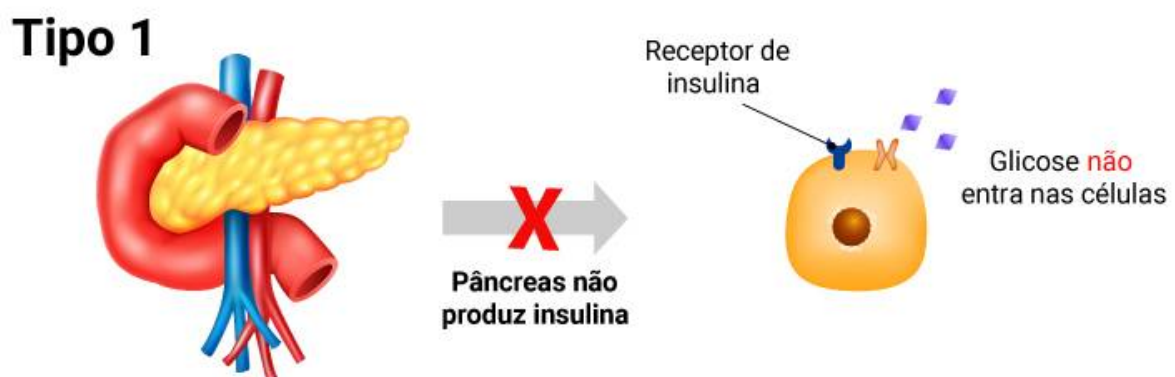 Tipo 1
Receptor de
insulina
Glicose não
entra nas células
Pâncreas não
produz insulina